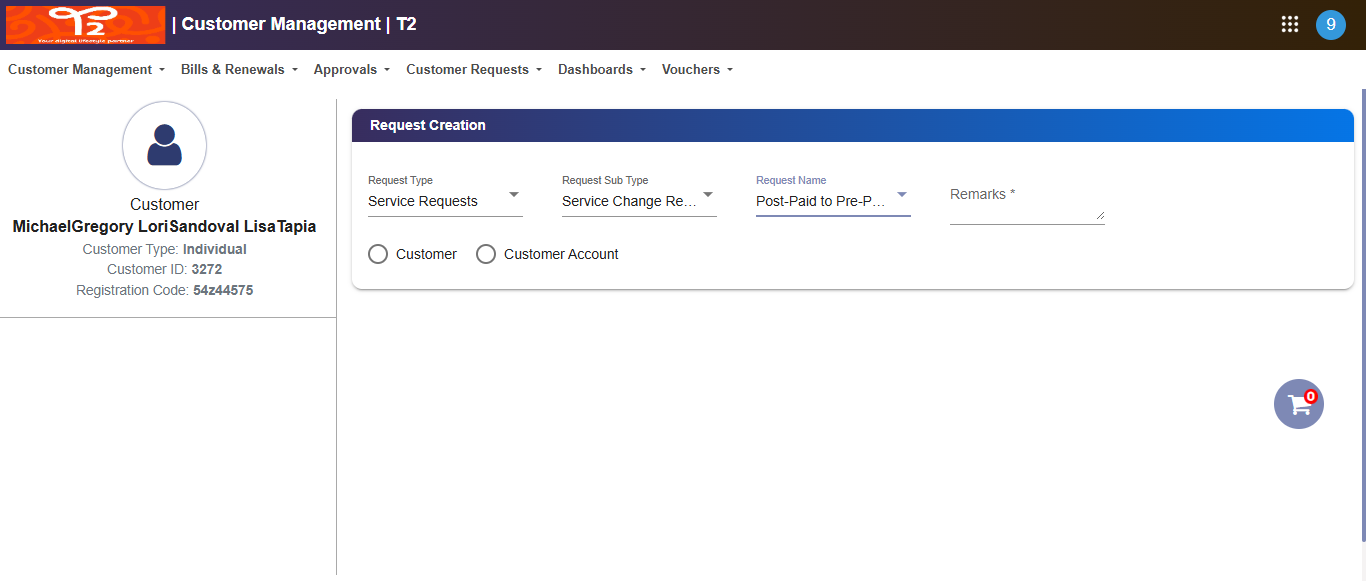 T2
Your digital lifestyle partner
| Customer Management | T2
9
Customer Management
Bills & Renewals
Approvals
Customer Requests
Dashboards
Vouchers
Customer
MichaelGregory LoriSandoval LisaTapia
Customer Type: Individual
Customer ID: 3272
Registration Code: 54z44575
Request Creation
Request Type
Service Requests
Request Sub Type
Service Change Re...
Request Name
Post-Paid to Pre-P...
Remarks *
Customer
Customer Account
0